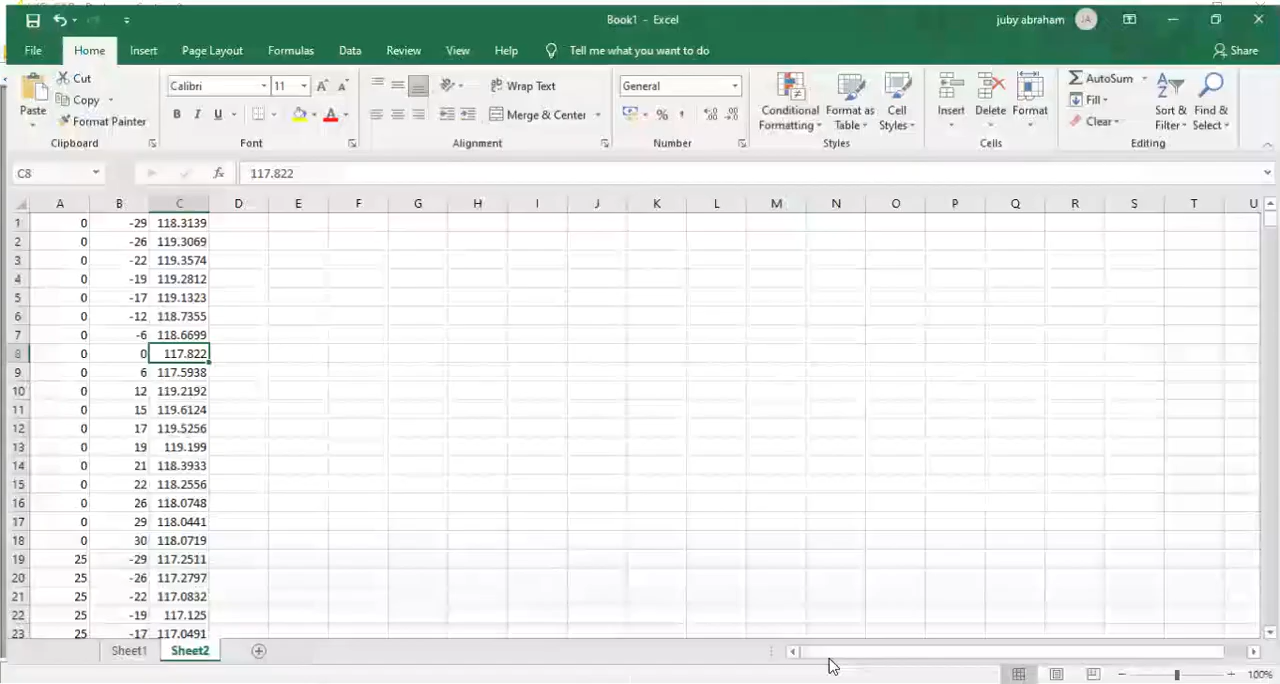 Book1 - Excel
juby abraham
JA
File
Home
Insert
Page Layout
Formulas
Data
Review
View
Help
Tell me what you want to do
Share
Paste
Cut
Copy
Format Painter
Clipboard
Calibri
11
B I U
A
Font
Wrap Text
Merge & Center
Alignment
General
%
Number
Conditional Formatting
Format as Table
Cell Styles
Styles
Insert
Delete
Format
Cells
AutoSum
Fill
Clear
Sort & Filter
Find & Select
Editing
C8
fx
117.822
A B C D E F G H I J K L M N O P Q R S T U
1 0 -29 118.3139
2 0 -26 119.3069
3 0 -22 119.3574
4 0 -19 119.2812
5 0 -17 119.1323
6 0 -12 118.7355
7 0 -6 118.6699
8 0 0 117.822
9 0 6 117.5938
10 0 12 119.2192
11 0 15 119.6124
12 0 17 119.5256
13 0 19 119.199
14 0 21 118.3933
15 0 22 118.2556
16 0 26 118.0748
17 0 29 118.0441
18 0 30 118.0719
19 25 -29 117.2511
20 25 -26 117.2797
21 25 -22 117.0832
22 25 -19 117.125
23 25 -17 117.0491
Sheet1
Sheet2
100%